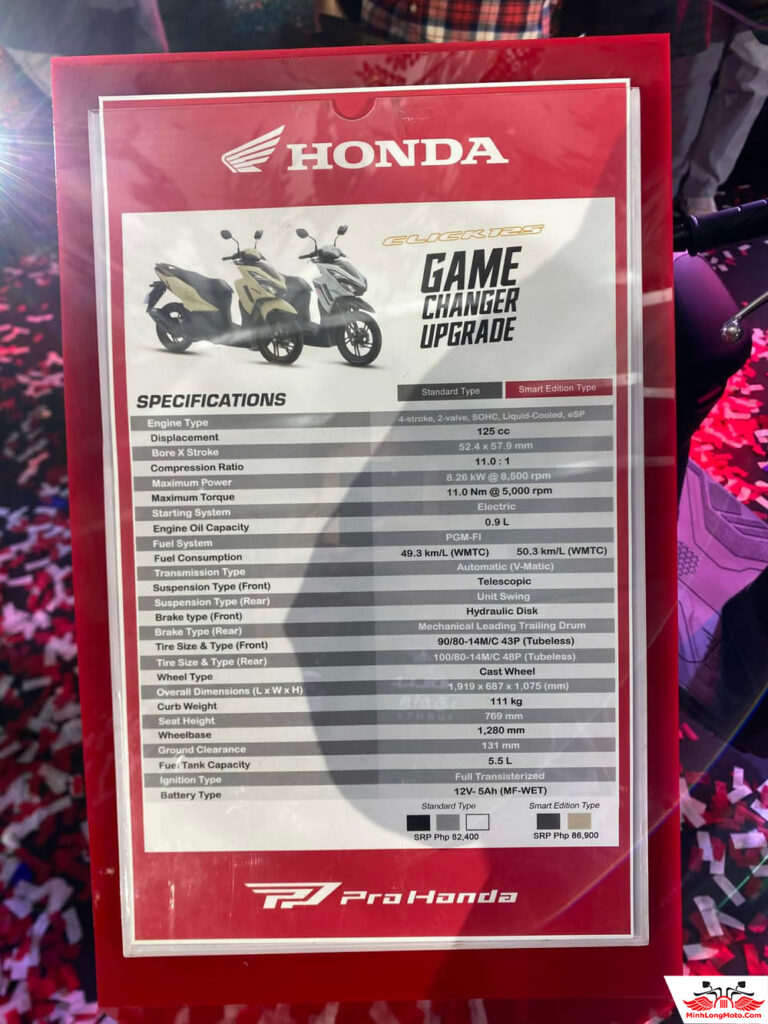 HONDA
CLICK125
GAME
CHANGER
UPGRADE
SPECIFICATIONS
Standard Type Smart Edition Type
Engine Type 4-stroke, 2-valve, SOHC, Liquid-Cooled, eSP
Displacement 125 cc
Bore X Stroke 52.4 x 57.9 mm
Compression Ratio 11.0 : 1
Maximum Power 8.26 kW @ 8,500 rpm
Maximum Torque 11.0 Nm @ 5,000 rpm
Starting System Electric
Engine Oil Capacity 0.9 L
Fuel System PGM-FI
Fuel Consumption 49.3 km/L (WMTC) 50.3 km/L (WMTC)
Transmission Type Automatic (V-Matic)
Suspension Type (Front) Telescopic
Suspension Type (Rear) Unit Swing
Brake type (Front) Hydraulic Disk
Brake Type (Rear) Mechanical Leading Trailing Drum
Tire Size & Type (Front) 90/80-14M/C 43P (Tubeless)
Tire Size & Type (Rear) 100/80-14M/C 48P (Tubeless)
Wheel Type Cast Wheel
Overall Dimensions (L x W x H) 1,919 x 687 x 1,075 (mm)
Curb Weight 111 kg
Seat Height 769 mm
Wheelbase 1,280 mm
Ground Clearance 131 mm
Fuel Tank Capacity 5.5 L
Ignition Type Full Transisterized
Battery Type 12V- 5Ah (MF-WET)
Standard Type Smart Edition Type
SRP Php 82,400 SRP Php 86,900
ProHonda
MinhLongMoto.Com